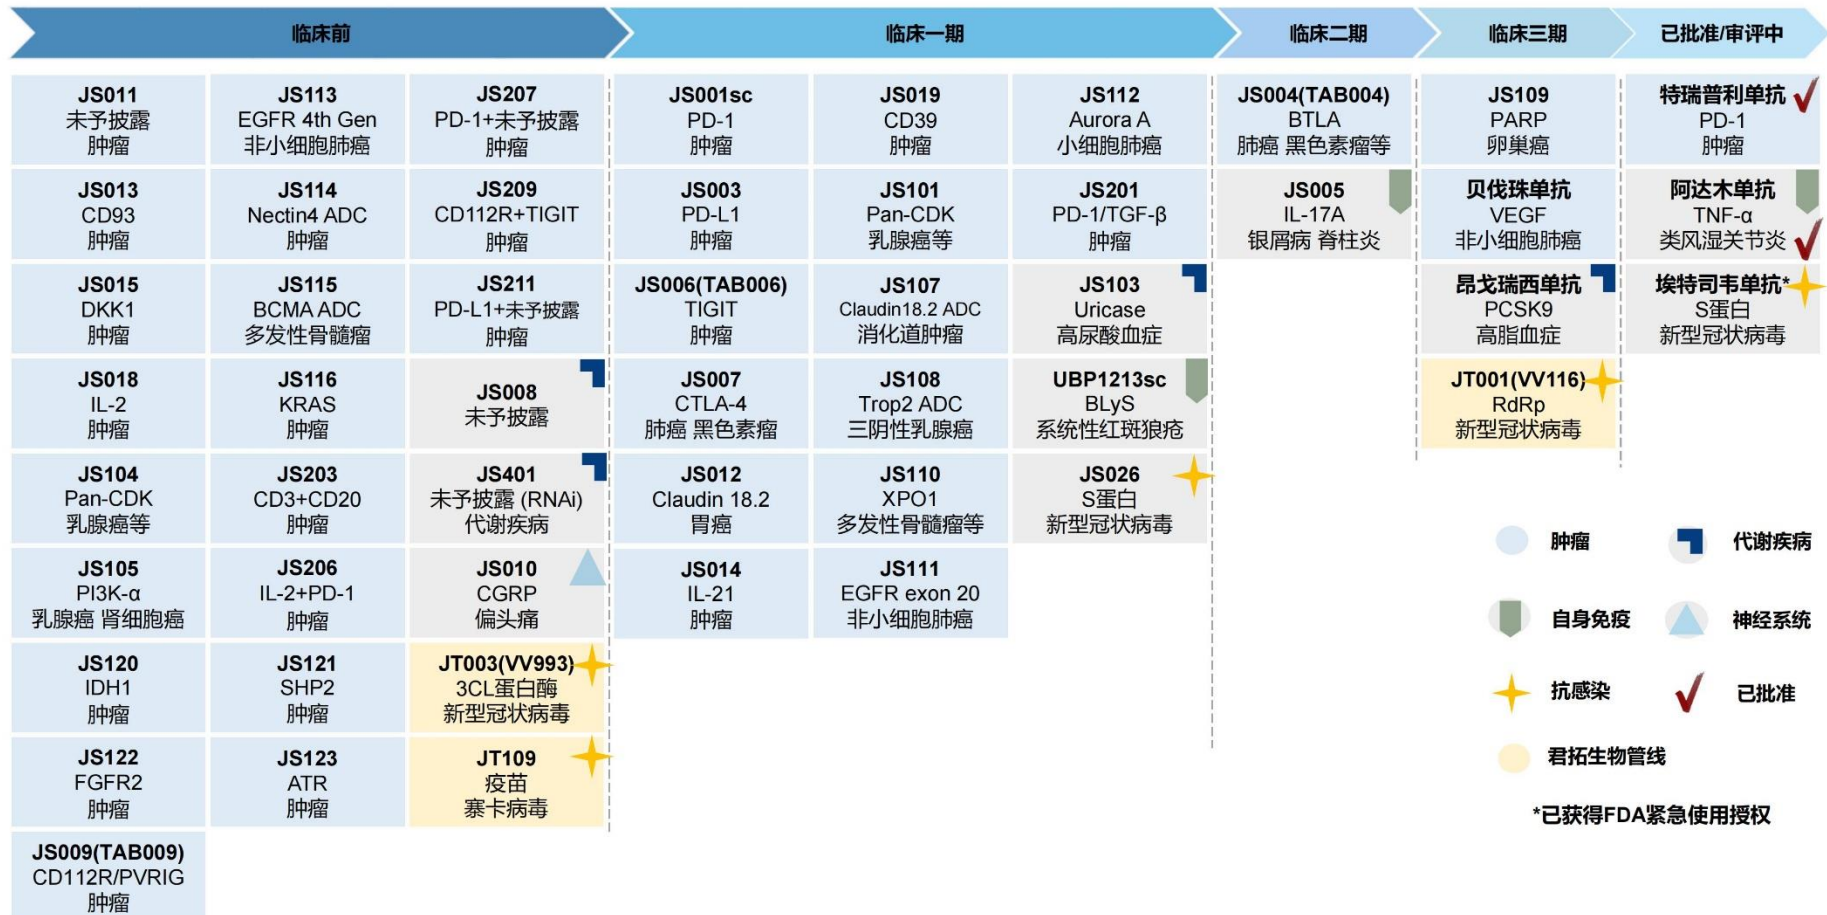 临床前
临床一期
临床二期
临床三期
已批准/审评中
JS011
未予披露
肿瘤
JS113
EGFR 4th Gen
非小细胞肺癌
JS207
PD-1+未予披露
肿瘤
JS001sc
PD-1
肿瘤
JS019
CD39
肿瘤
JS112
Aurora A
小细胞肺癌
JS004(TAB004)
BTLA
肺癌 黑色素瘤等
JS109
PARP
卵巢癌
特瑞普利单抗
PD-1
肿瘤
JS013
CD93
肿瘤
JS114
Nectin4 ADC
肿瘤
JS209
CD112R+TIGIT
肿瘤
JS003
PD-L1
肿瘤
JS101
Pan-CDK
乳腺癌等
JS201
PD-1/TGF-β
肿瘤
JS005
IL-17A
银屑病 脊柱炎
贝伐珠单抗
VEGF
非小细胞肺癌
阿达木单抗
TNF-α
类风湿关节炎
JS015
DKK1
肿瘤
JS115
BCMA ADC
多发性骨髓瘤
JS211
PD-L1+未予披露
肿瘤
JS006(TAB006)
TIGIT
肿瘤
JS107
Claudin18.2 ADC
消化道肿瘤
JS103
Uricase
高尿酸血症
昂戈瑞西单抗
PCSK9
高脂血症
埃特司韦单抗*
S蛋白
新型冠状病毒
JS018
IL-2
肿瘤
JS116
KRAS
肿瘤
JS008
未予披露
JS007
CTLA-4
肺癌 黑色素瘤
JS108
Trop2 ADC
三阴性乳腺癌
UBP1213sc
BLyS
系统性红斑狼疮
JT001(VV116)
RdRp
新型冠状病毒
JS104
Pan-CDK
乳腺癌等
JS203
CD3+CD20
肿瘤
JS401
未予披露 (RNAi)
代谢疾病
JS012
Claudin 18.2
胃癌
JS110
XPO1
多发性骨髓瘤等
JS026
S蛋白
新型冠状病毒
JS105
PI3K-α
乳腺癌 肾细胞癌
JS206
IL-2+PD-1
肿瘤
JS010
CGRP
偏头痛
JS014
IL-21
肿瘤
JS111
EGFR exon 20
非小细胞肺癌
JS120
IDH1
肿瘤
JS121
SHP2
肿瘤
JT003(VV993)
3CL蛋白酶
新型冠状病毒
JS122
FGFR2
肿瘤
JS123
ATR
肿瘤
JT109
疫苗
寨卡病毒
JS009(TAB009)
CD112R/PVRIG
肿瘤
肿瘤
代谢疾病
自身免疫
神经系统
抗感染
已批准
君拓生物管线
*已获得FDA紧急使用授权